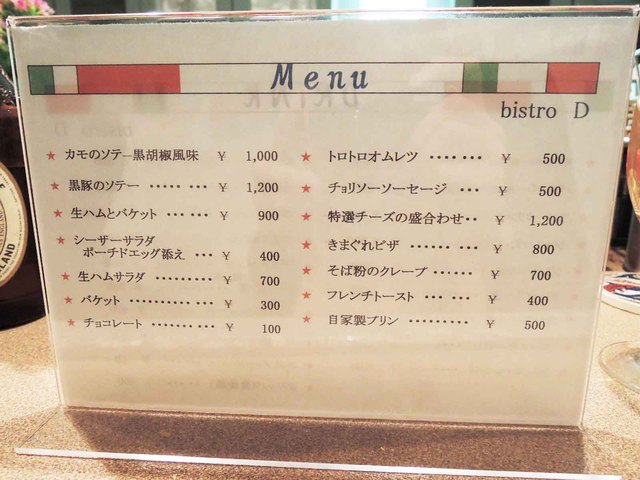 Menu
bistro D
★ カモのソテー黒胡椒風味 ¥ 1,000
★ 黒豚のソテー ‥‥‥‥ ¥ 1,200
★ 生ハムとバケット ‥‥‥ ¥ 900
★ シーザーサラダ
ポーチドエッグ添え ‥‥ ¥ 400
★ 生ハムサラダ ‥‥‥‥‥ ¥ 700
★ バケット ‥‥‥‥‥‥ ¥ 300
★ チョコレート ‥‥‥‥ ¥ 100
★ トロトロオムレツ ‥‥‥ ¥ 500
★ チョリソーソーセージ ‥ ¥ 500
★ 特選チーズの盛合わせ‥ ¥ 1,200
★ きまぐれピザ ‥‥‥‥‥ ¥ 800
★ そば粉のクレープ ‥‥‥ ¥ 700
★ フレンチトースト ‥‥‥ ¥ 400
★ 自家製プリン ‥‥‥‥ ¥ 500